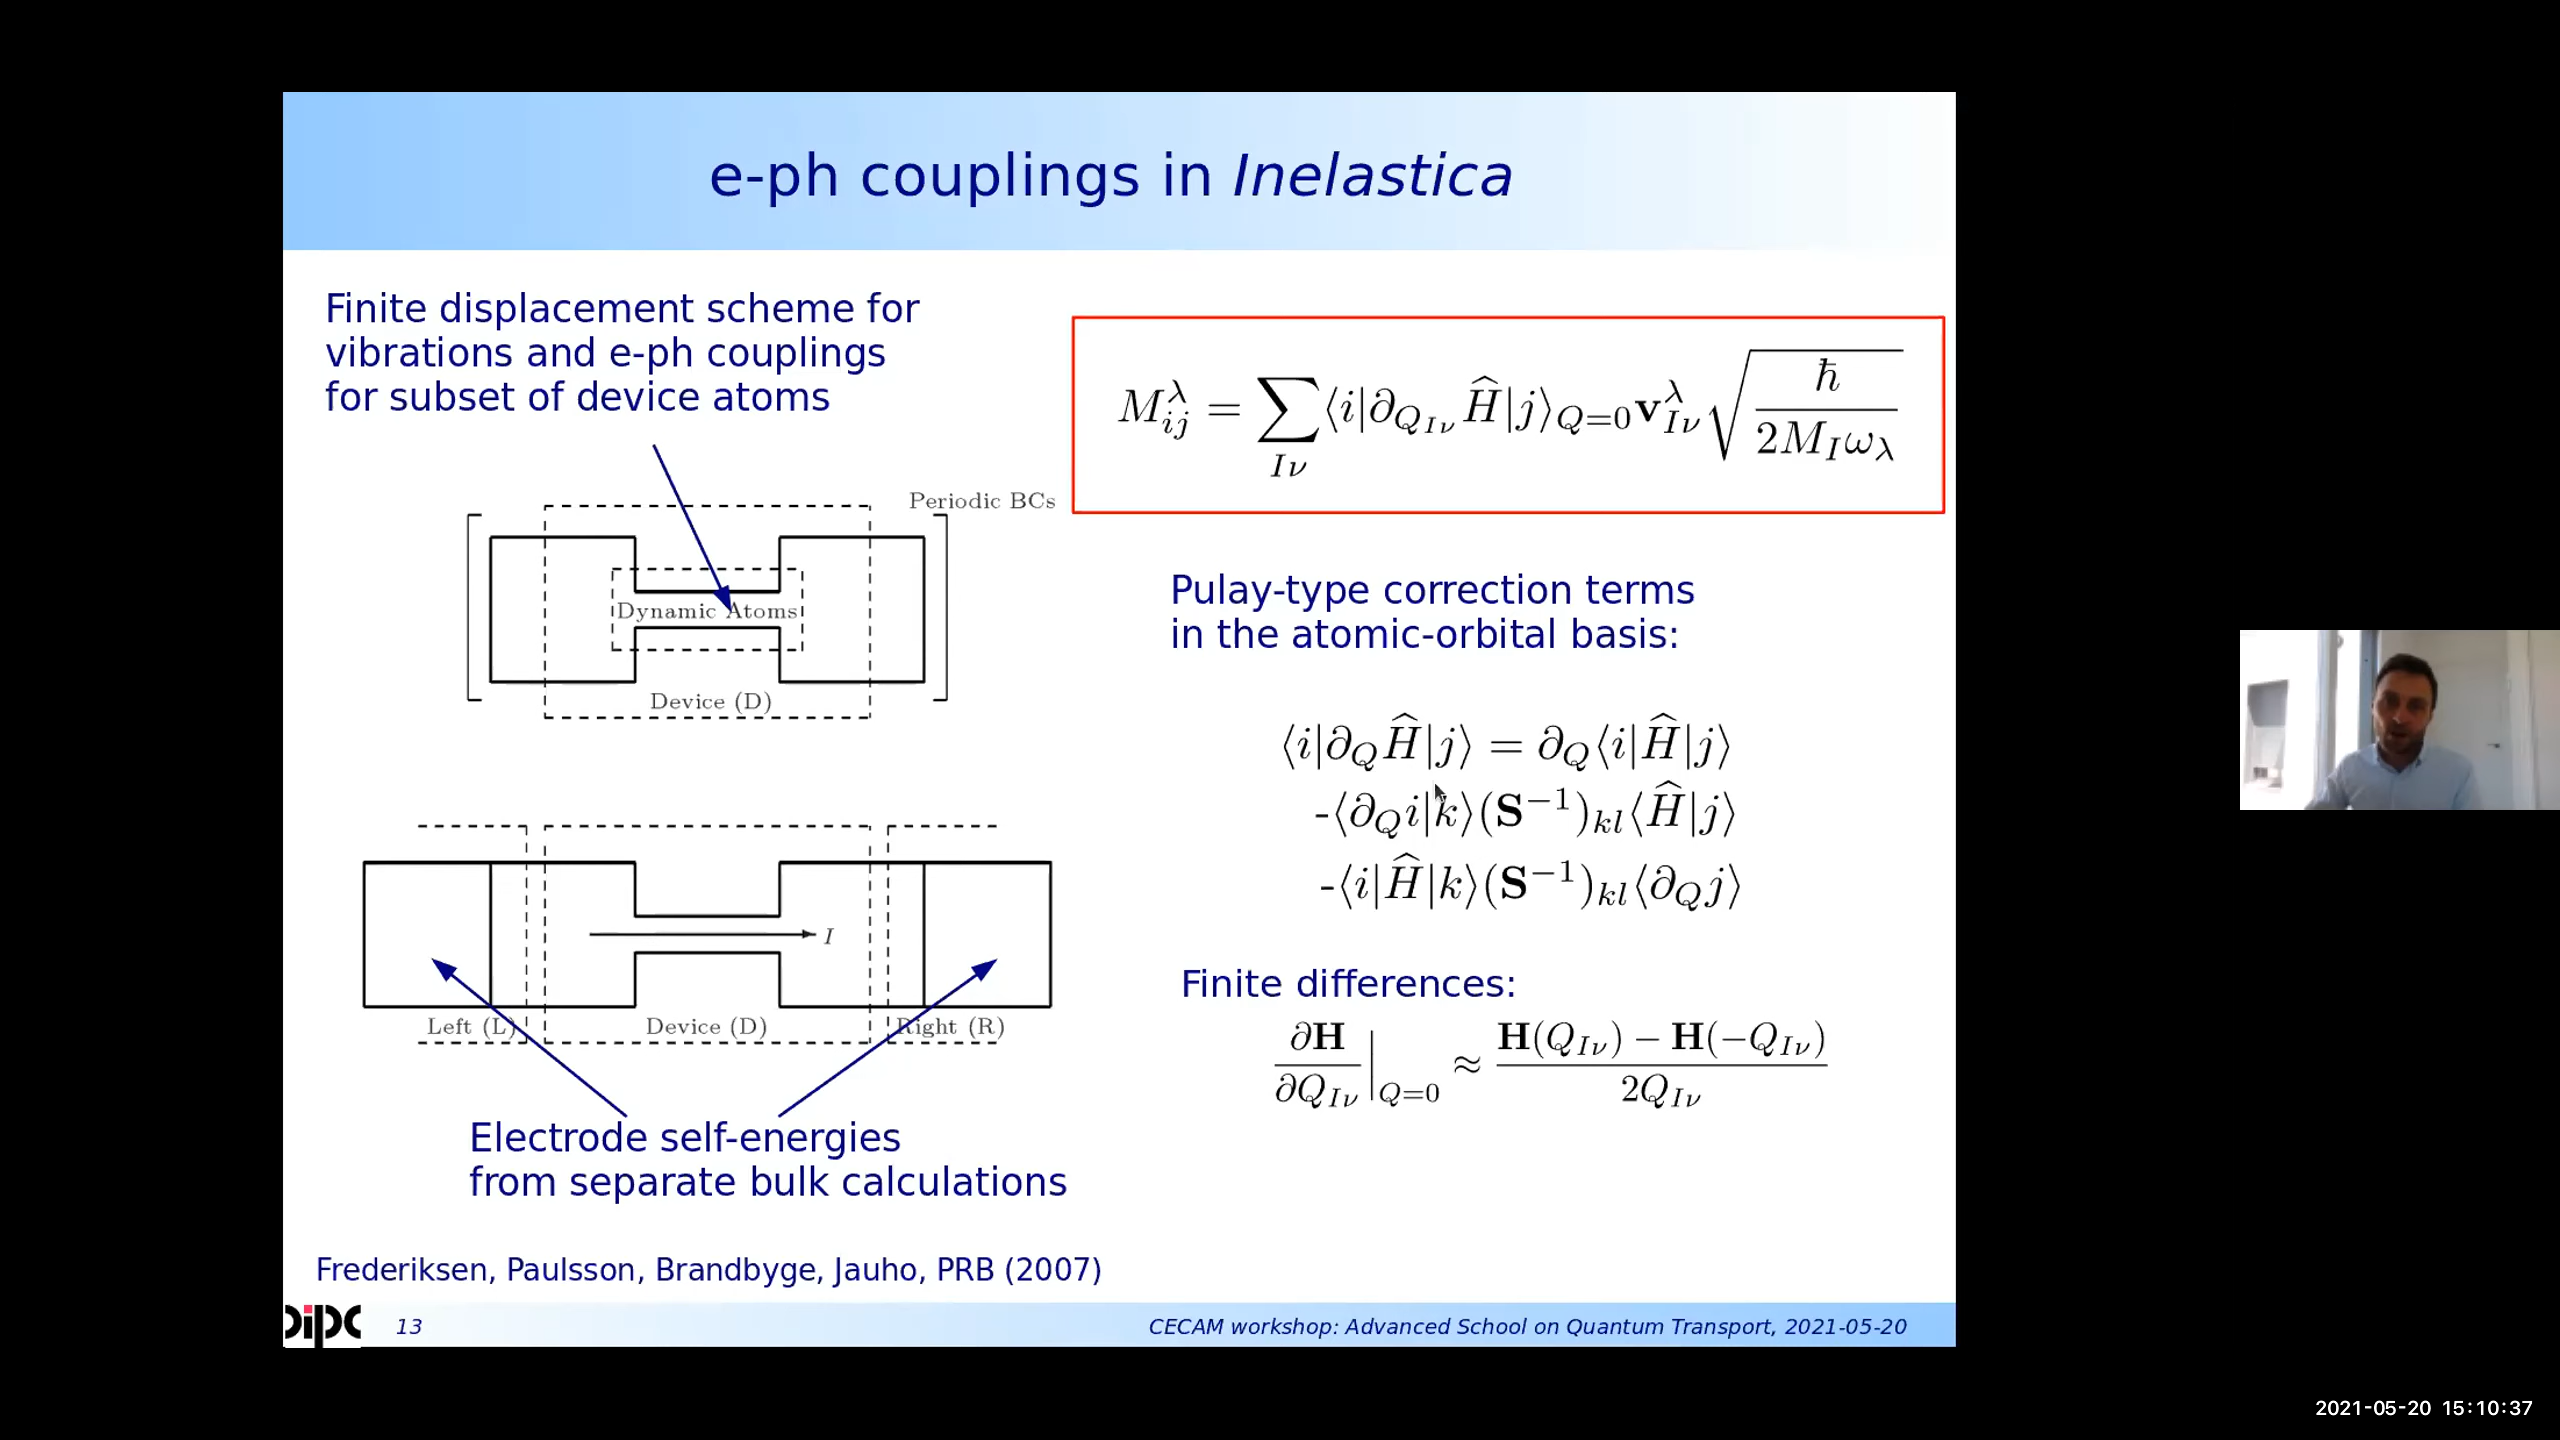 e-ph couplings in Inelastica
Finite displacement scheme for
vibrations and e-ph couplings
for subset of device atoms
Periodic BCs
Dynamic Atoms
Device (D)
I
Left (L)
Device (D)
Right (R)
Electrode self-energies
from separate bulk calculations
Frederiksen, Paulsson, Brandbyge, Jauho, PRB (2007)
M_{ij}^λ = ∑_{Iν} ⟨i|∂_{Q_{Iν}} Ĥ|j⟩_{Q=0} v_{Iν}^λ √(ħ / 2M_I ω_λ)
Pulay-type correction terms
in the atomic-orbital basis:
⟨i|∂_Q Ĥ|j⟩ = ∂_Q⟨i|Ĥ|j⟩
-⟨∂_Q i|k⟩(S⁻¹)_{kl}⟨Ĥ|j⟩
-⟨i|Ĥ|k⟩(S⁻¹)_{kl}⟨∂_Q j⟩
Finite differences:
∂H/∂Q_{Iν} |_{Q=0} ≈ (H(Q_{Iν}) − H(−Q_{Iν})) / 2Q_{Iν}
dipc
13
CECAM workshop: Advanced School on Quantum Transport, 2021-05-20
2021-05-20 15:10:37